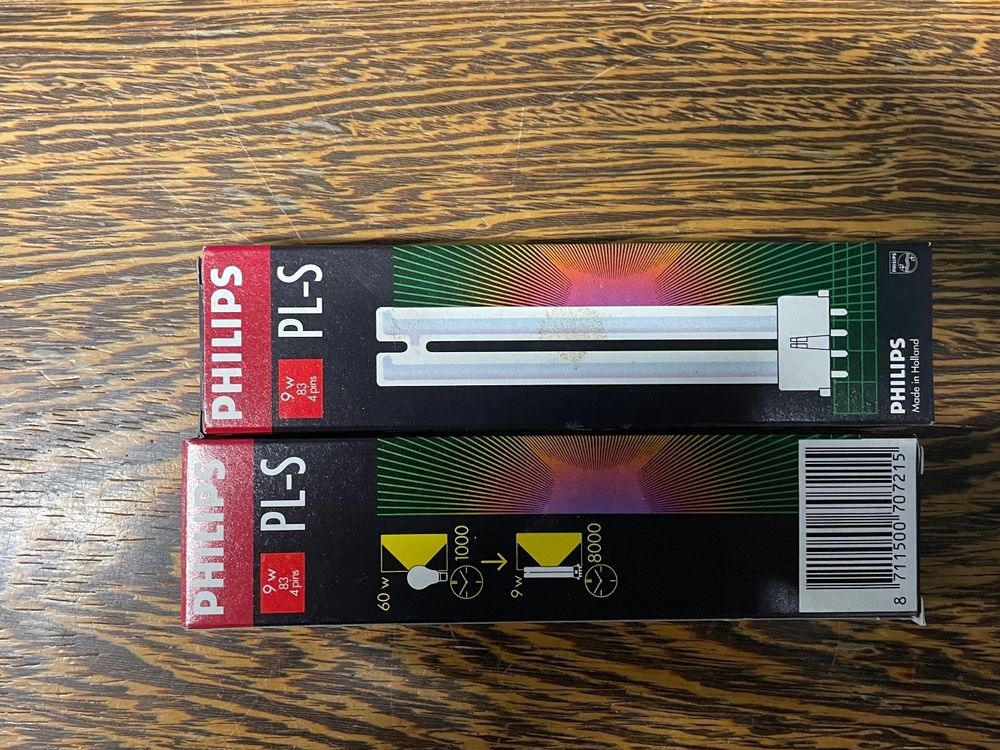 PHILIPS
PL-S
9 W
83
4 pins
PHILIPS
PHILIPS
Made in Holland
PHILIPS
PL-S
9 W
83
4 pins
60 W
1000
9 W
8000
8 711500 707215